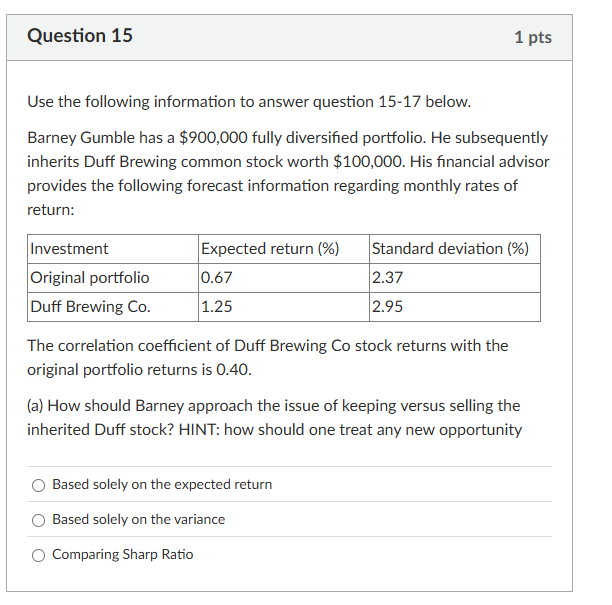 Question 15
1 pts
Use the following information to answer question 15-17 below.
Barney Gumble has a $900,000 fully diversified portfolio. He subsequently
inherits Duff Brewing common stock worth $100,000. His financial advisor
provides the following forecast information regarding monthly rates of
return:
Investment Expected return (%) Standard deviation (%)
Original portfolio 0.67 2.37
Duff Brewing Co. 1.25 2.95
The correlation coefficient of Duff Brewing Co stock returns with the
original portfolio returns is 0.40.
(a) How should Barney approach the issue of keeping versus selling the
inherited Duff stock? HINT: how should one treat any new opportunity
Based solely on the expected return
Based solely on the variance
Comparing Sharp Ratio